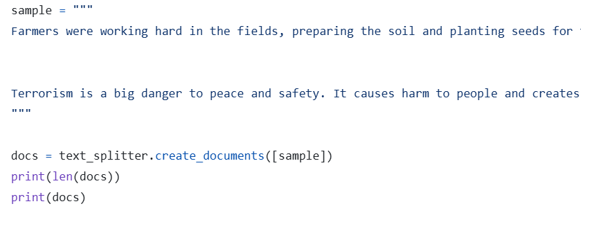 sample = """
Farmers were working hard in the fields, preparing the soil and planting seeds for
Terrorism is a big danger to peace and safety. It causes harm to people and creates
"""
docs = text_splitter.create_documents([sample])
print(len(docs))
print(docs)